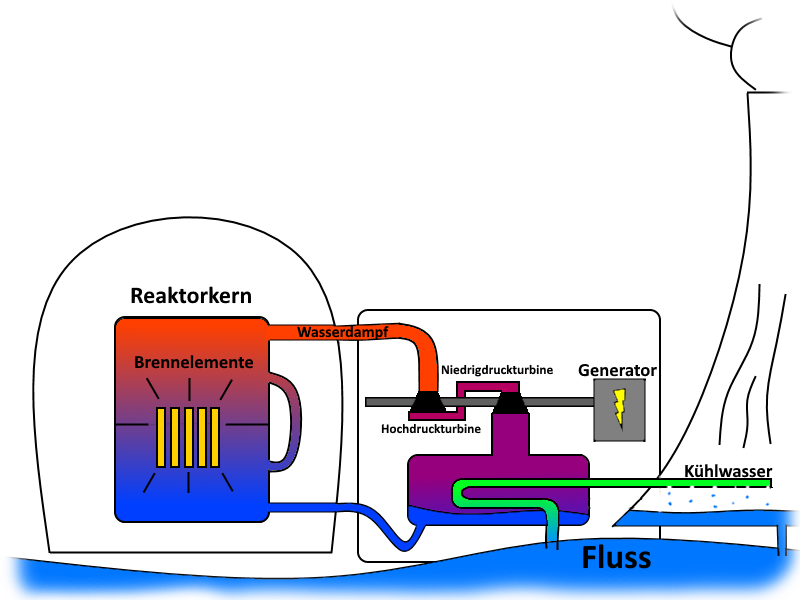 Reaktorkern
Wasserdampf
Brennelemente
Niedrigdruckturbine
Generator
Hochdruckturbine
Kühlwasser
Fluss